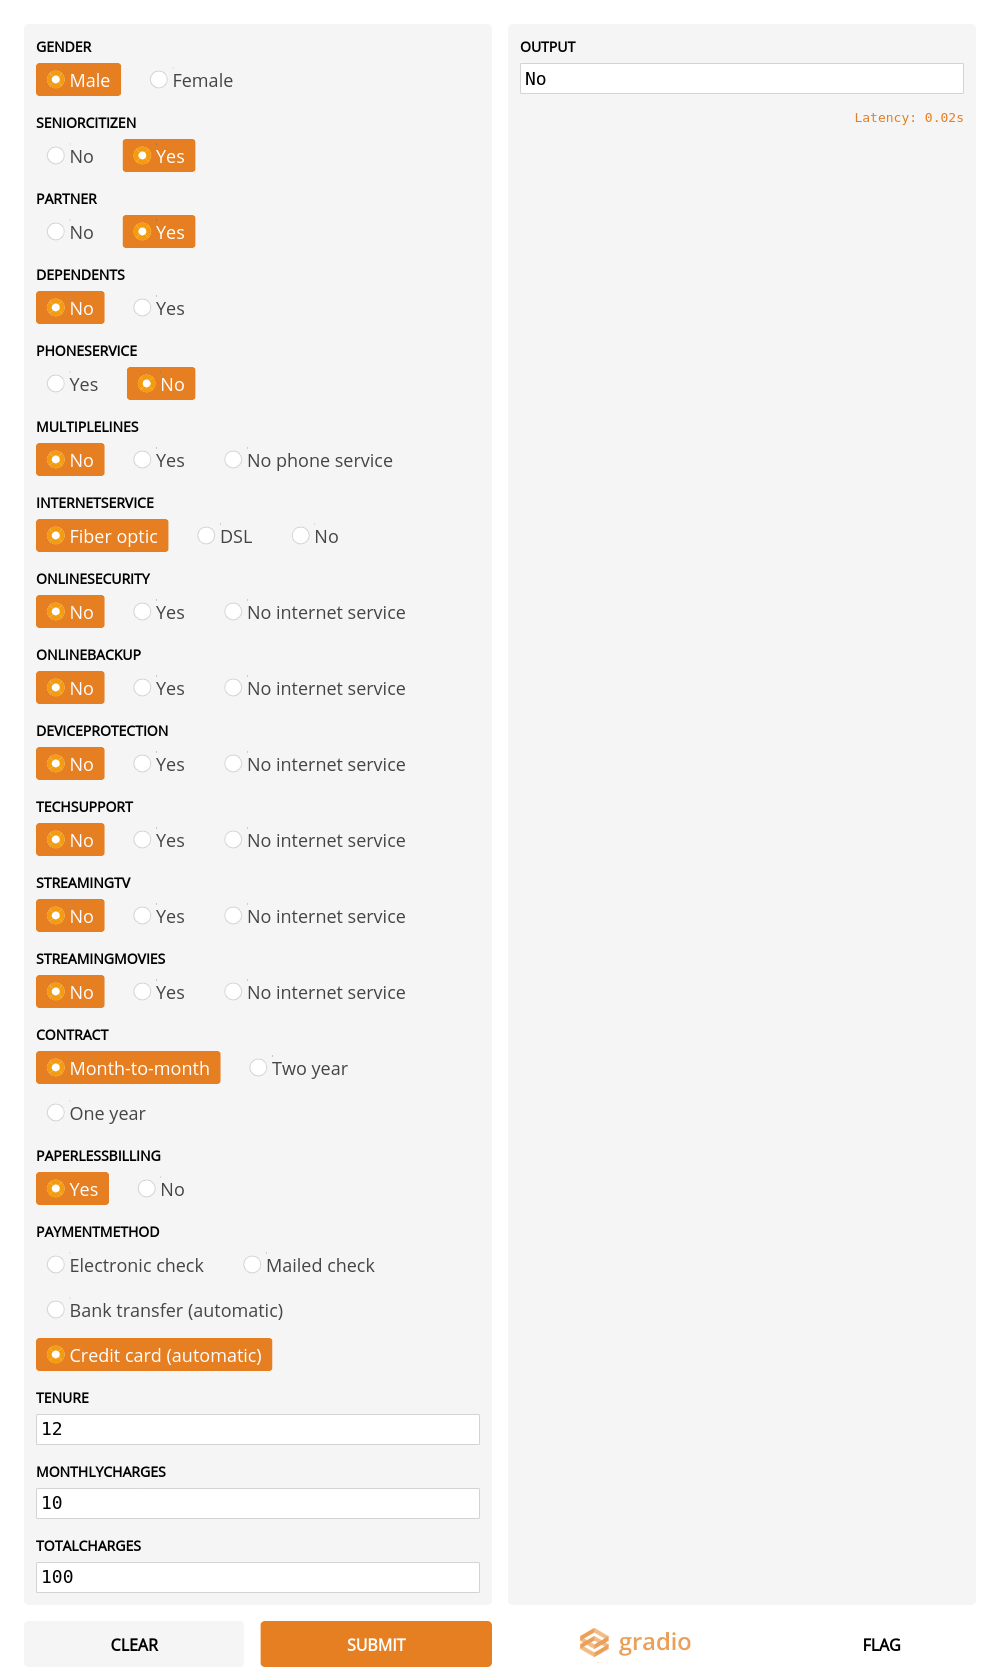 GENDER
Male Female
SENIORCITIZEN
No Yes
PARTNER
No Yes
DEPENDENTS
No Yes
PHONESERVICE
Yes No
MULTIPLELINES
No Yes No phone service
INTERNETSERVICE
Fiber optic DSL No
ONLINESECURITY
No Yes No internet service
ONLINEBACKUP
No Yes No internet service
DEVICEPROTECTION
No Yes No internet service
TECHSUPPORT
No Yes No internet service
STREAMINGTV
No Yes No internet service
STREAMINGMOVIES
No Yes No internet service
CONTRACT
Month-to-month Two year
One year
PAPERLESSBILLING
Yes No
PAYMENTMETHOD
Electronic check Mailed check
Bank transfer (automatic)
Credit card (automatic)
TENURE
12
MONTHLYCHARGES
10
TOTALCHARGES
100
CLEAR SUBMIT
OUTPUT
No
Latency: 0.02s
gradio FLAG